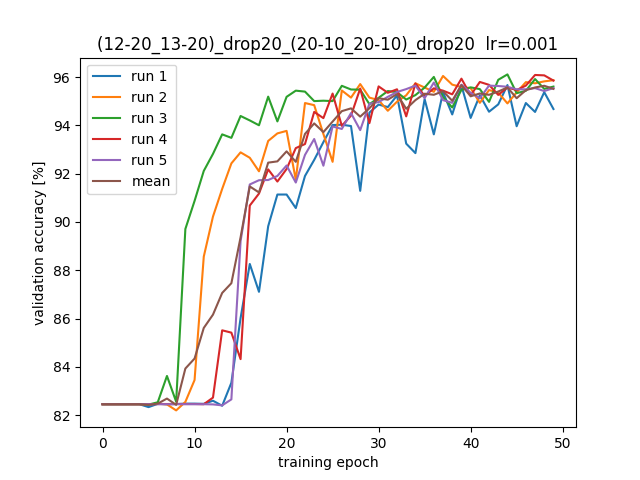 (12-20_13-20)_drop20_(20-10_20-10)_drop20  lr=0.001
96
94
92
90
88
86
84
82
validation accuracy [%]
run 1
run 2
run 3
run 4
run 5
mean
0 10 20 30 40 50
training epoch